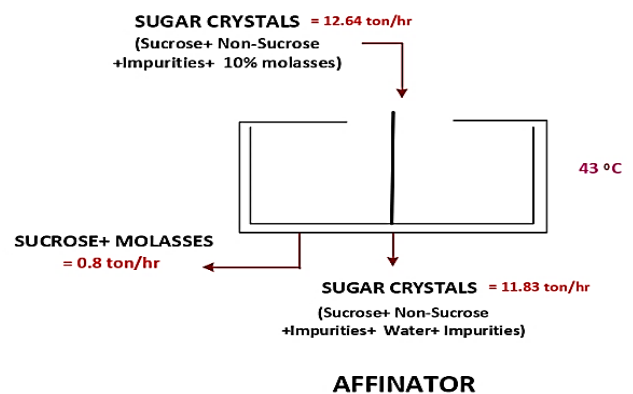 SUGAR CRYSTALS = 12.64 ton/hr
(Sucrose+ Non-Sucrose
+Impurities+ 10% molasses)
43 ºC
SUCROSE+ MOLASSES
= 0.8 ton/hr
SUGAR CRYSTALS = 11.83 ton/hr
(Sucrose+ Non-Sucrose
+Impurities+ Water+ Impurities)
AFFINATOR